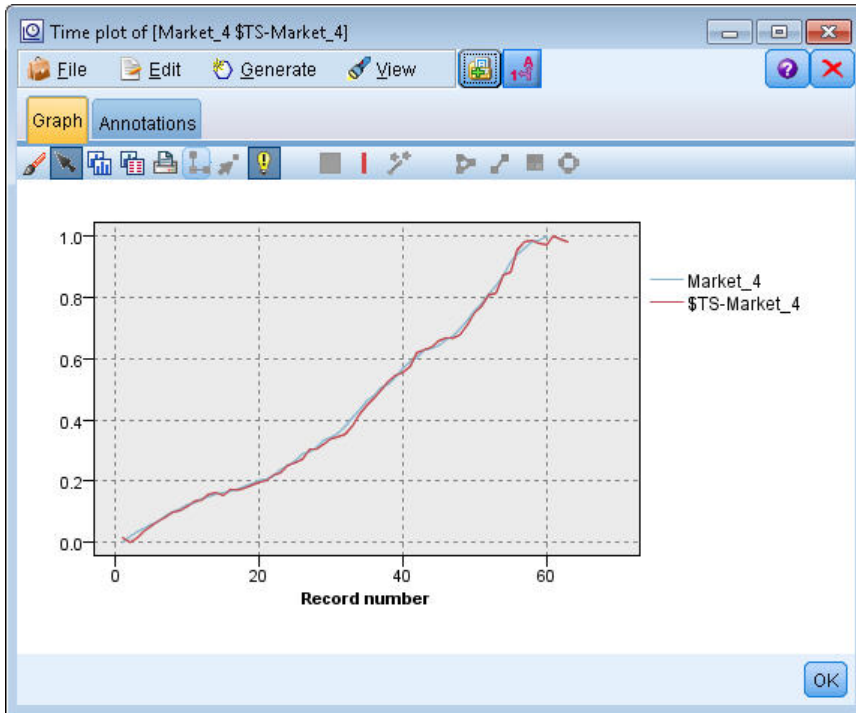 Time plot of [Market_4 $TS-Market_4]
File Edit Generate View
Graph Annotations
1.0
0.8
0.6
0.4
0.2
0.0
0 20 40 60
Record number
Market_4
$TS-Market_4
OK